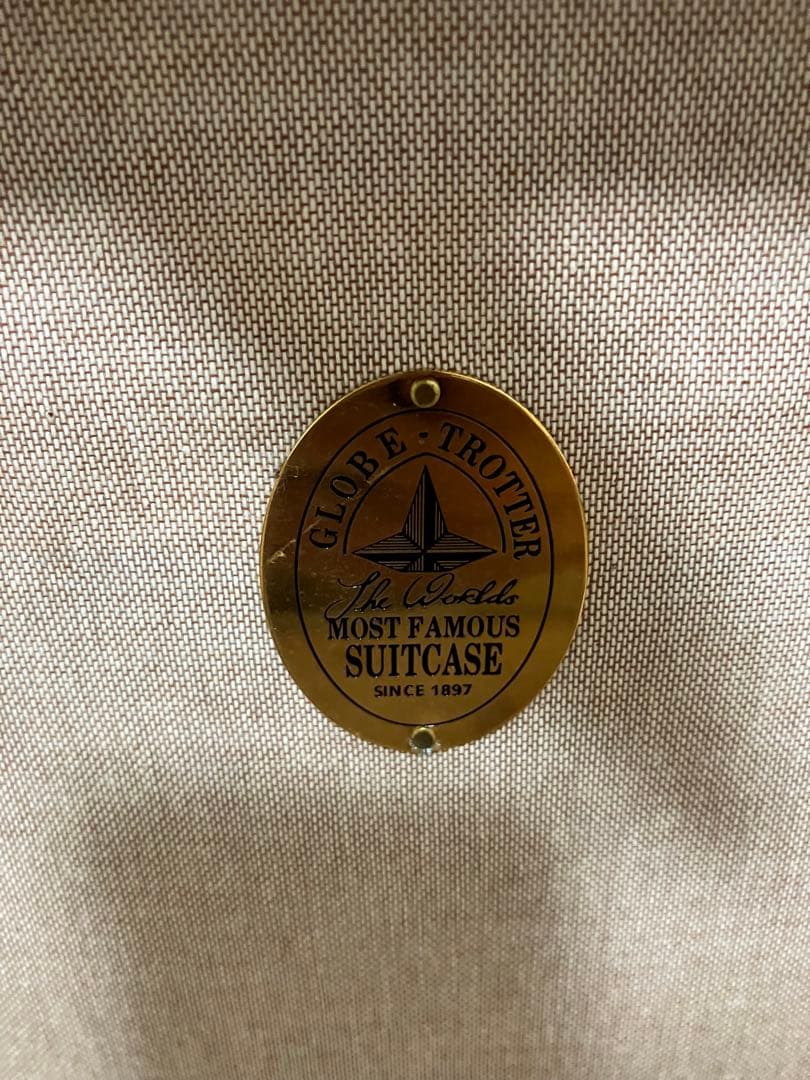 GLOBE · TROTTER
The Worlds
MOST FAMOUS
SUITCASE
SINCE 1897